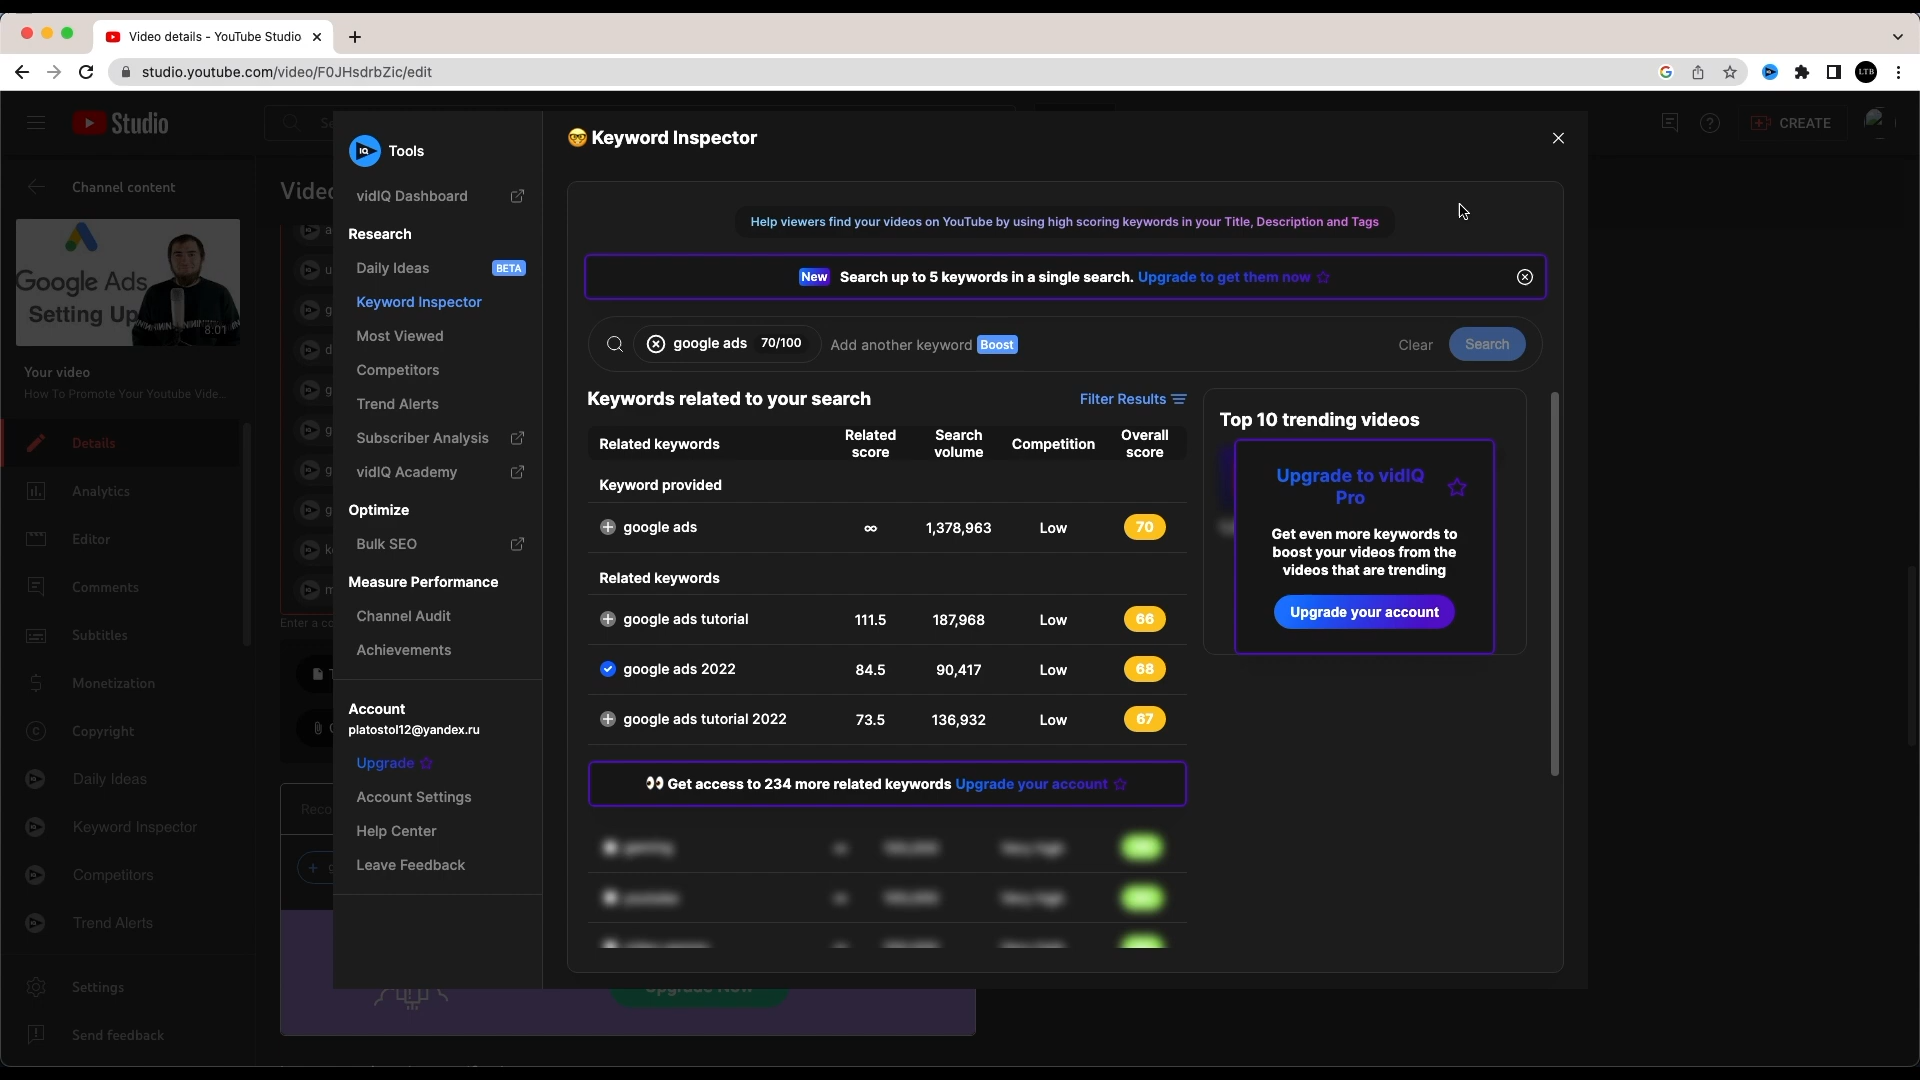 Video details - YouTube Studio
studio.youtube.com/video/F0JHsdrbZic/edit
LTB
Studio
CREATE
Channel content
Google Ads
Setting Up
8:01
Your video
How To Promote Your Youtube Vide...
Details
Analytics
Editor
Comments
Subtitles
Monetization
Copyright
Daily Ideas
Keyword Inspector
Competitors
Trend Alerts
Settings
Send feedback
IQ Tools
vidIQ Dashboard
Research
Daily Ideas BETA
Keyword Inspector
Most Viewed
Competitors
Trend Alerts
Subscriber Analysis
vidIQ Academy
Optimize
Bulk SEO
Measure Performance
Channel Audit
Achievements
Account
platostol12@yandex.ru
Upgrade
Account Settings
Help Center
Leave Feedback
Keyword Inspector
Help viewers find your videos on YouTube by using high scoring keywords in your Title, Description and Tags
New Search up to 5 keywords in a single search. Upgrade to get them now
google ads 70/100 Add another keyword Boost Clear Search
Keywords related to your search Filter Results
Related keywords Related score Search volume Competition Overall score
Keyword provided
google ads ∞ 1,378,963 Low 70
Related keywords
google ads tutorial 111.5 187,968 Low 66
google ads 2022 84.5 90,417 Low 68
google ads tutorial 2022 73.5 136,932 Low 67
Get access to 234 more related keywords Upgrade your account
Top 10 trending videos
Upgrade to vidIQ
Pro
Get even more keywords to
boost your videos from the
videos that are trending
Upgrade your account
Upgrade Now